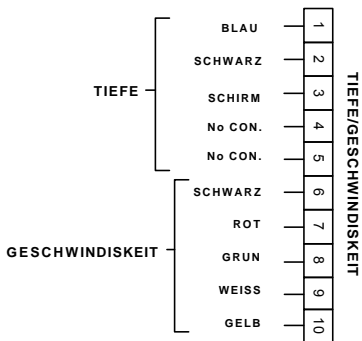 BLAU 1
SCHWARZ 2
TIEFE
SCHIRM 3
No CON. 4
No CON. 5
SCHWARZ 6
ROT 7
GESCHWINDISKEIT
GRUN 8
WEISS 9
GELB 10
TIEFE/GESCHWINDISKEIT